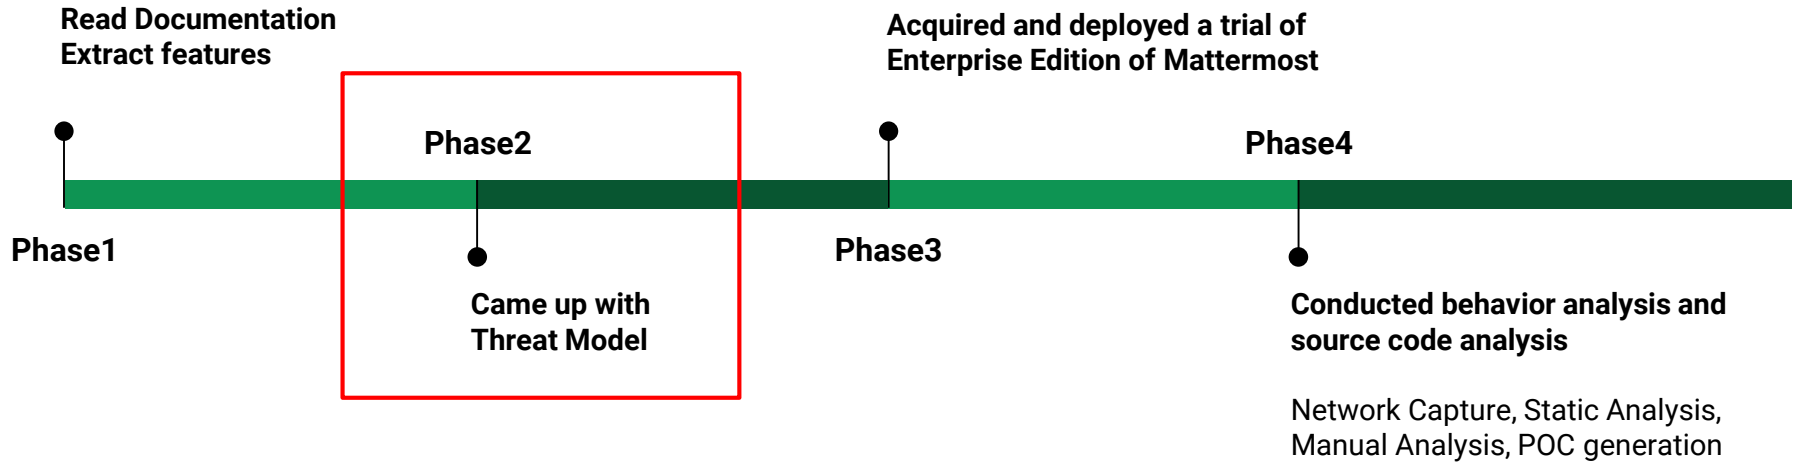 Read Documentation
Extract features
Phase1
Phase2
Came up with
Threat Model
Acquired and deployed a trial of
Enterprise Edition of Mattermost
Phase3
Phase4
Conducted behavior analysis and
source code analysis
Network Capture, Static Analysis,
Manual Analysis, POC generation